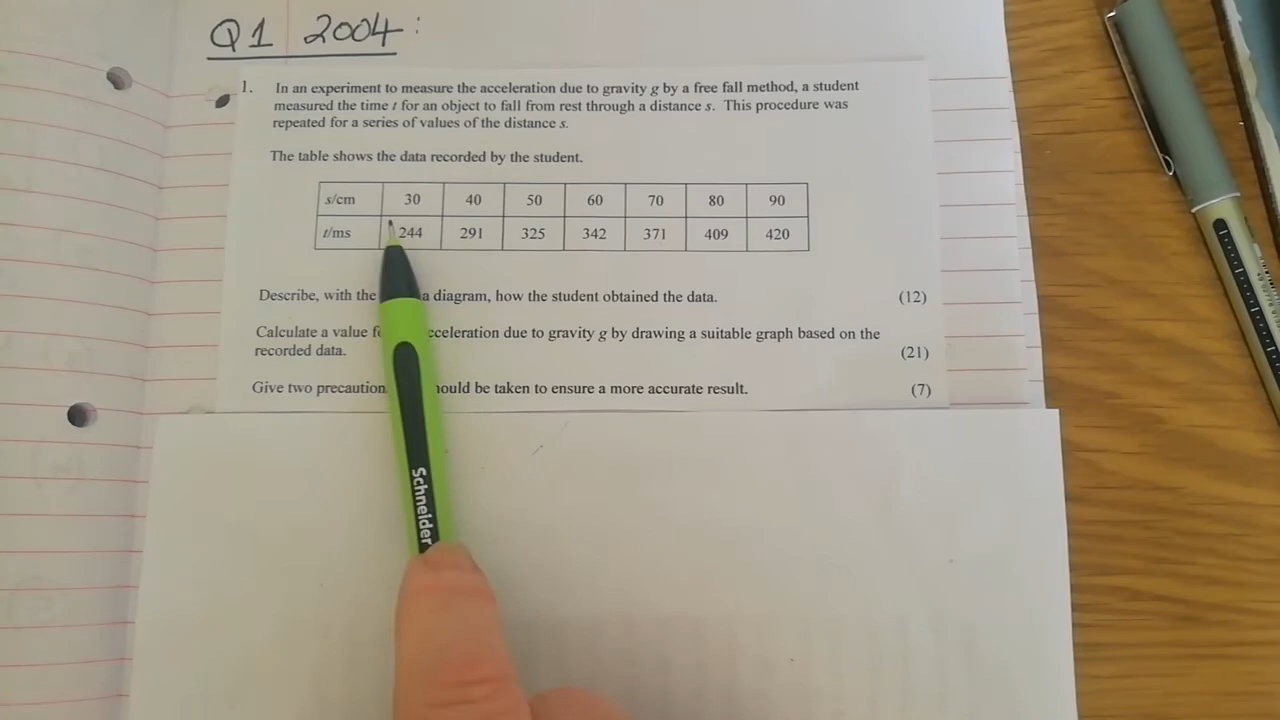 Q1 2004:
1. In an experiment to measure the acceleration due to gravity g by a free fall method, a student
measured the time t for an object to fall from rest through a distance s. This procedure was
repeated for a series of values of the distance s.
The table shows the data recorded by the student.
s/cm 30 40 50 60 70 80 90
t/ms 244 291 325 342 371 409 420
Describe, with the a diagram, how the student obtained the data. (12)
Calculate a value acceleration due to gravity g by drawing a suitable graph based on the
recorded data. (21)
Give two should be taken to ensure a more accurate result. (7)
Schneider